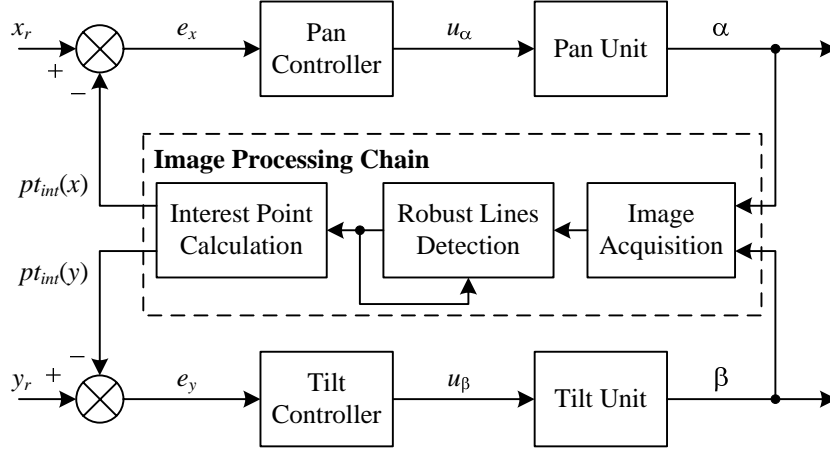 x_r
+
−
e_x
Pan
Controller
u_α
Pan Unit
α
Image Processing Chain
pt_int(x)
Interest Point
Calculation
Robust Lines
Detection
Image
Acquisition
pt_int(y)
−
y_r
+
e_y
Tilt
Controller
u_β
Tilt Unit
β